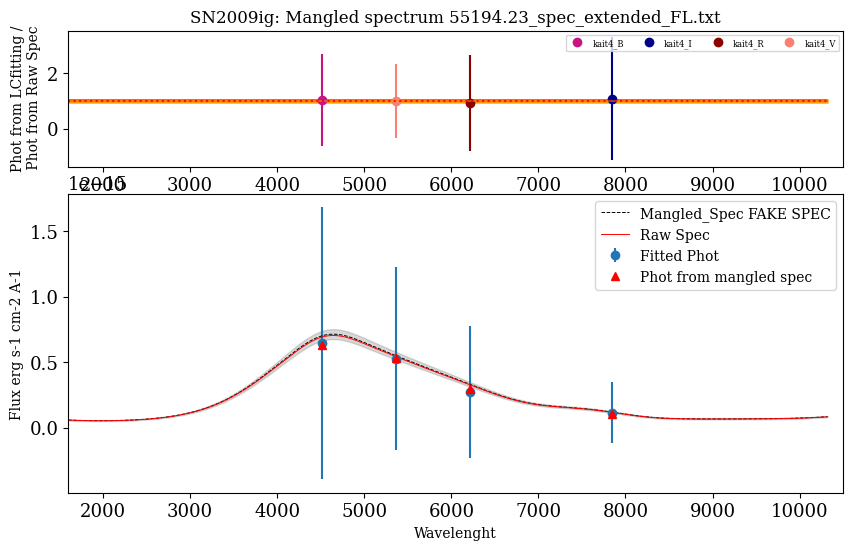 SN2009ig: Mangled spectrum 55194.23_spec_extended_FL.txt
Phot from LCfitting /
Phot from Raw Spec
2
0
kait4_B
kait4_I
kait4_R
kait4_V
2000 3000 4000 5000 6000 7000 8000 9000 10000
1e−15
Flux erg s-1 cm-2 A-1
1.5
1.0
0.5
0.0
Mangled_Spec FAKE SPEC
Raw Spec
Fitted Phot
Phot from mangled spec
2000 3000 4000 5000 6000 7000 8000 9000 10000
Wavelenght